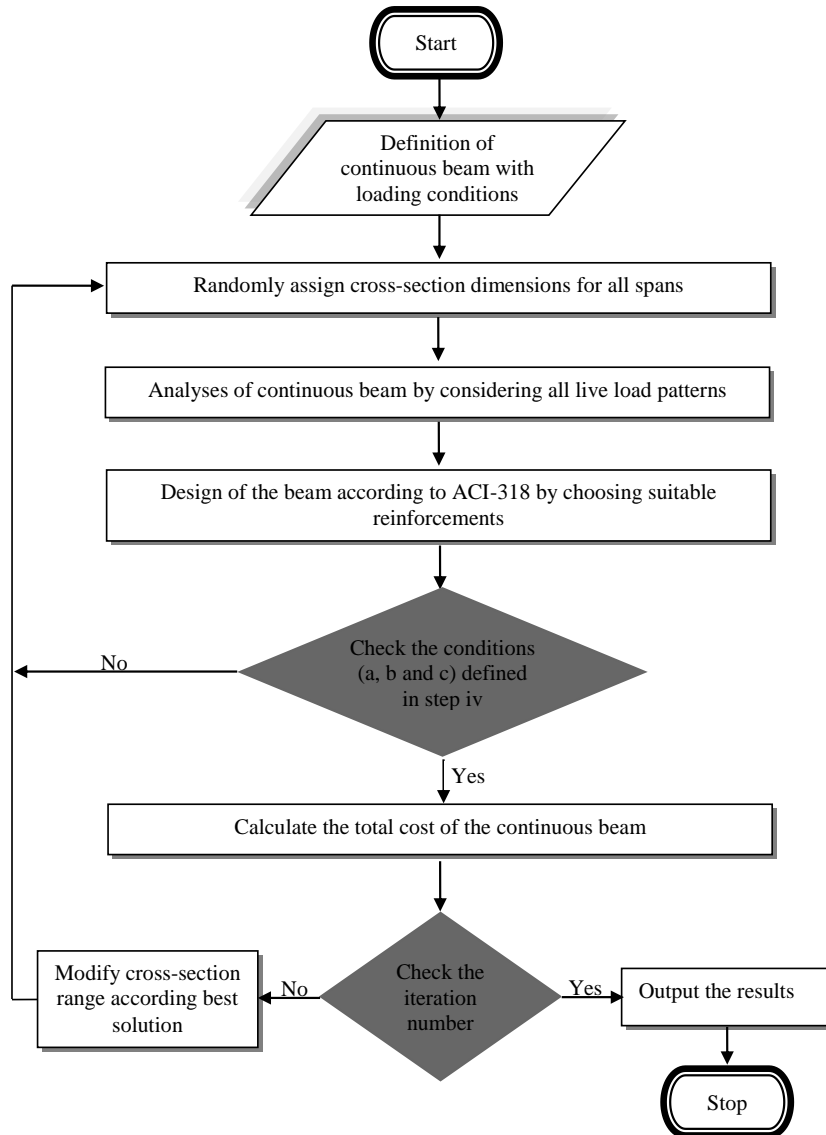 Start
Definition of
continuous beam with
loading conditions
Randomly assign cross-section dimensions for all spans
Analyses of continuous beam by considering all live load patterns
Design of the beam according to ACI-318 by choosing suitable
reinforcements
Check the conditions
(a, b and c) defined
in step iv
No
Yes
Calculate the total cost of the continuous beam
Check the
iteration
number
No
Modify cross-section
range according best
solution
Yes
Output the results
Stop